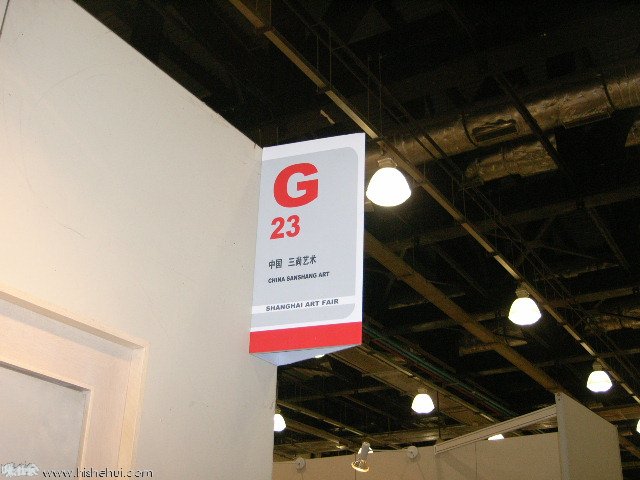 G
23
中国 三尚艺术
CHINA SANSHANG ART
SHANGHAI ART FAIR
www.hishehui.com